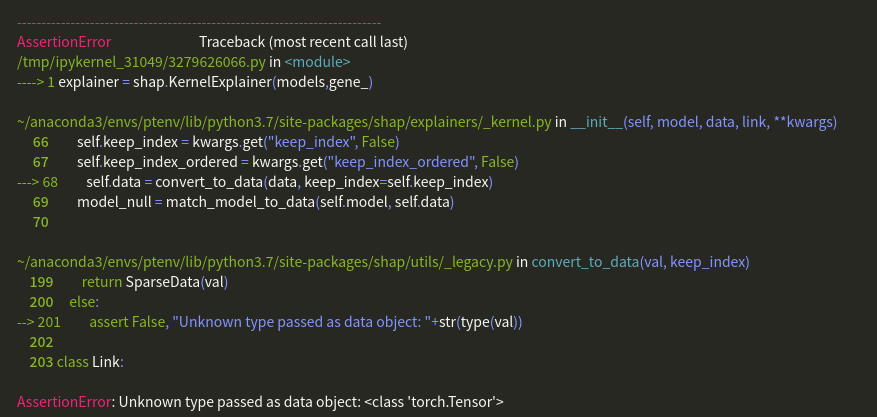 ---------------------------------------------------------------------------
AssertionError                            Traceback (most recent call last)
/tmp/ipykernel_31049/3279626066.py in <module>
----> 1 explainer = shap.KernelExplainer(models,gene_)

~/anaconda3/envs/ptenv/lib/python3.7/site-packages/shap/explainers/_kernel.py in __init__(self, model, data, link, **kwargs)
     66         self.keep_index = kwargs.get("keep_index", False)
     67         self.keep_index_ordered = kwargs.get("keep_index_ordered", False)
---> 68         self.data = convert_to_data(data, keep_index=self.keep_index)
     69         model_null = match_model_to_data(self.model, self.data)
     70

~/anaconda3/envs/ptenv/lib/python3.7/site-packages/shap/utils/_legacy.py in convert_to_data(val, keep_index)
    199         return SparseData(val)
    200     else:
--> 201         assert False, "Unknown type passed as data object: "+str(type(val))
    202
    203 class Link:

AssertionError: Unknown type passed as data object: <class 'torch.Tensor'>